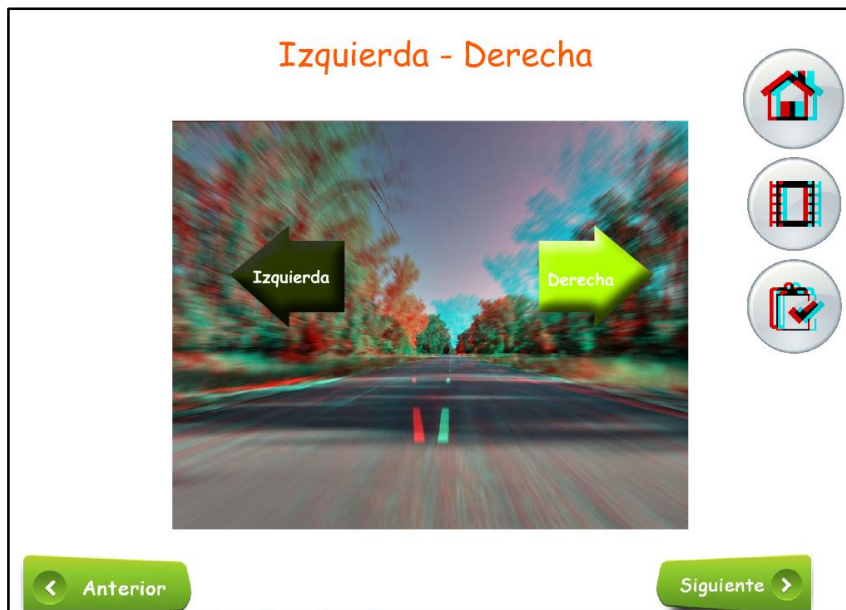 Izquierda - Derecha
Izquierda
Derecha
Anterior
Siguiente